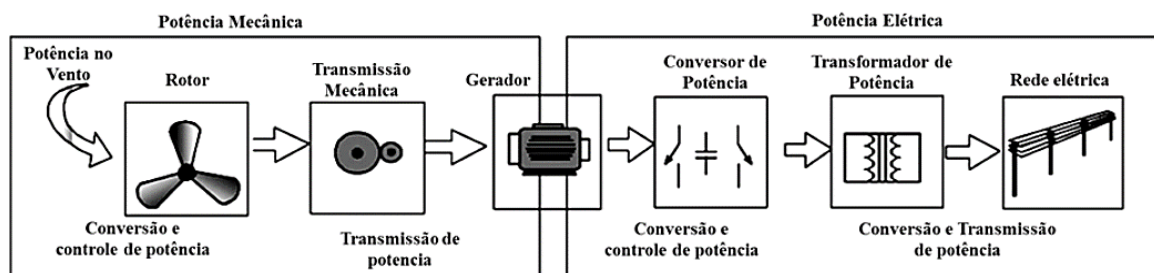 Potência Mecânica
Potência Elétrica
Potência no
Vento
Rotor
Transmissão
Mecânica
Gerador
Conversor de
Potência
Transformador de
Potência
Rede elétrica
Conversão e
controle de potência
Transmissão de
potencia
Conversão e
controle de potência
Conversão e Transmissão
de potência